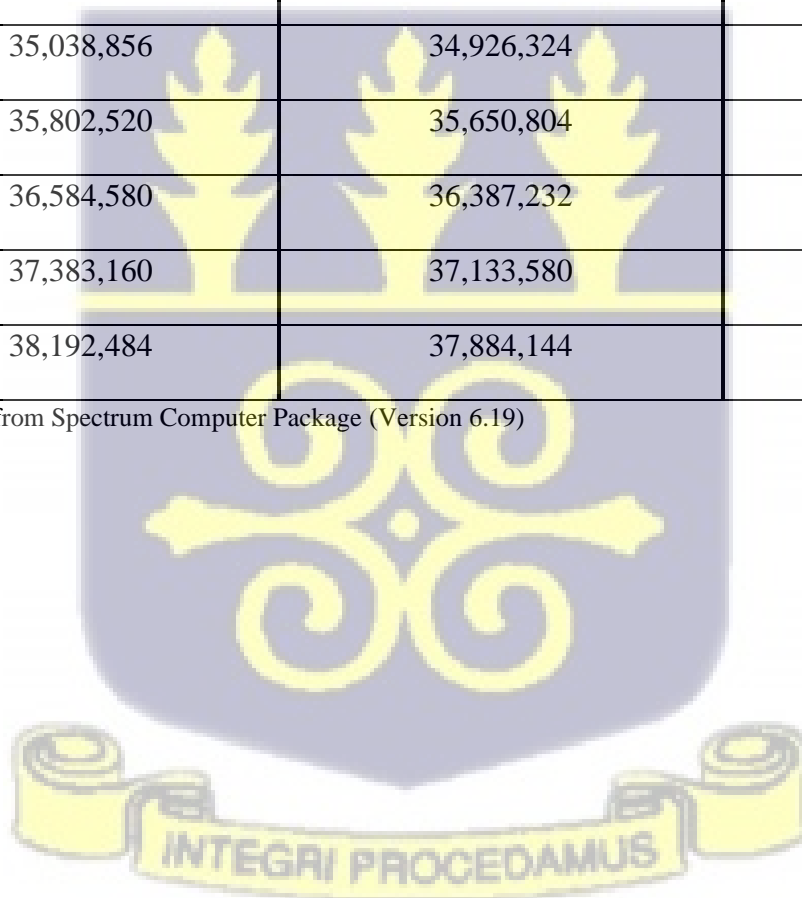 35,038,856 34,926,324
35,802,520 35,650,804
36,584,580 36,387,232
37,383,160 37,133,580
38,192,484 37,884,144
from Spectrum Computer Package (Version 6.19)
INTEGRI PROCEDAMUS